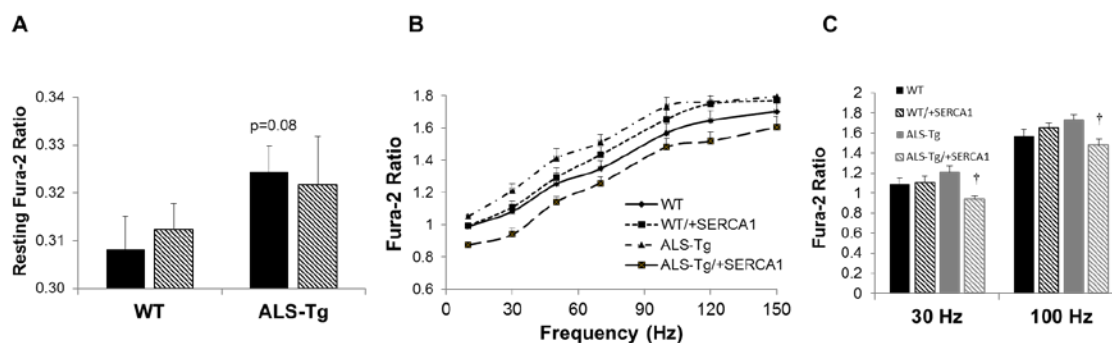 A
Resting Fura-2 Ratio
0.34
0.33
0.32
0.31
0.30
p=0.08
WT
ALS-Tg
B
Fura-2 Ratio
1.8
1.6
1.4
1.2
1
0.8
0.6
0
30
60
90
120
150
Frequency (Hz)
WT
WT/+SERCA1
ALS-Tg
ALS-Tg/+SERCA1
C
Fura-2 Ratio
2
1.8
1.6
1.4
1.2
1
0.8
0.6
0.4
0.2
0
WT
WT/+SERCA1
ALS-Tg
ALS-Tg/+SERCA1
†
†
30 Hz
100 Hz